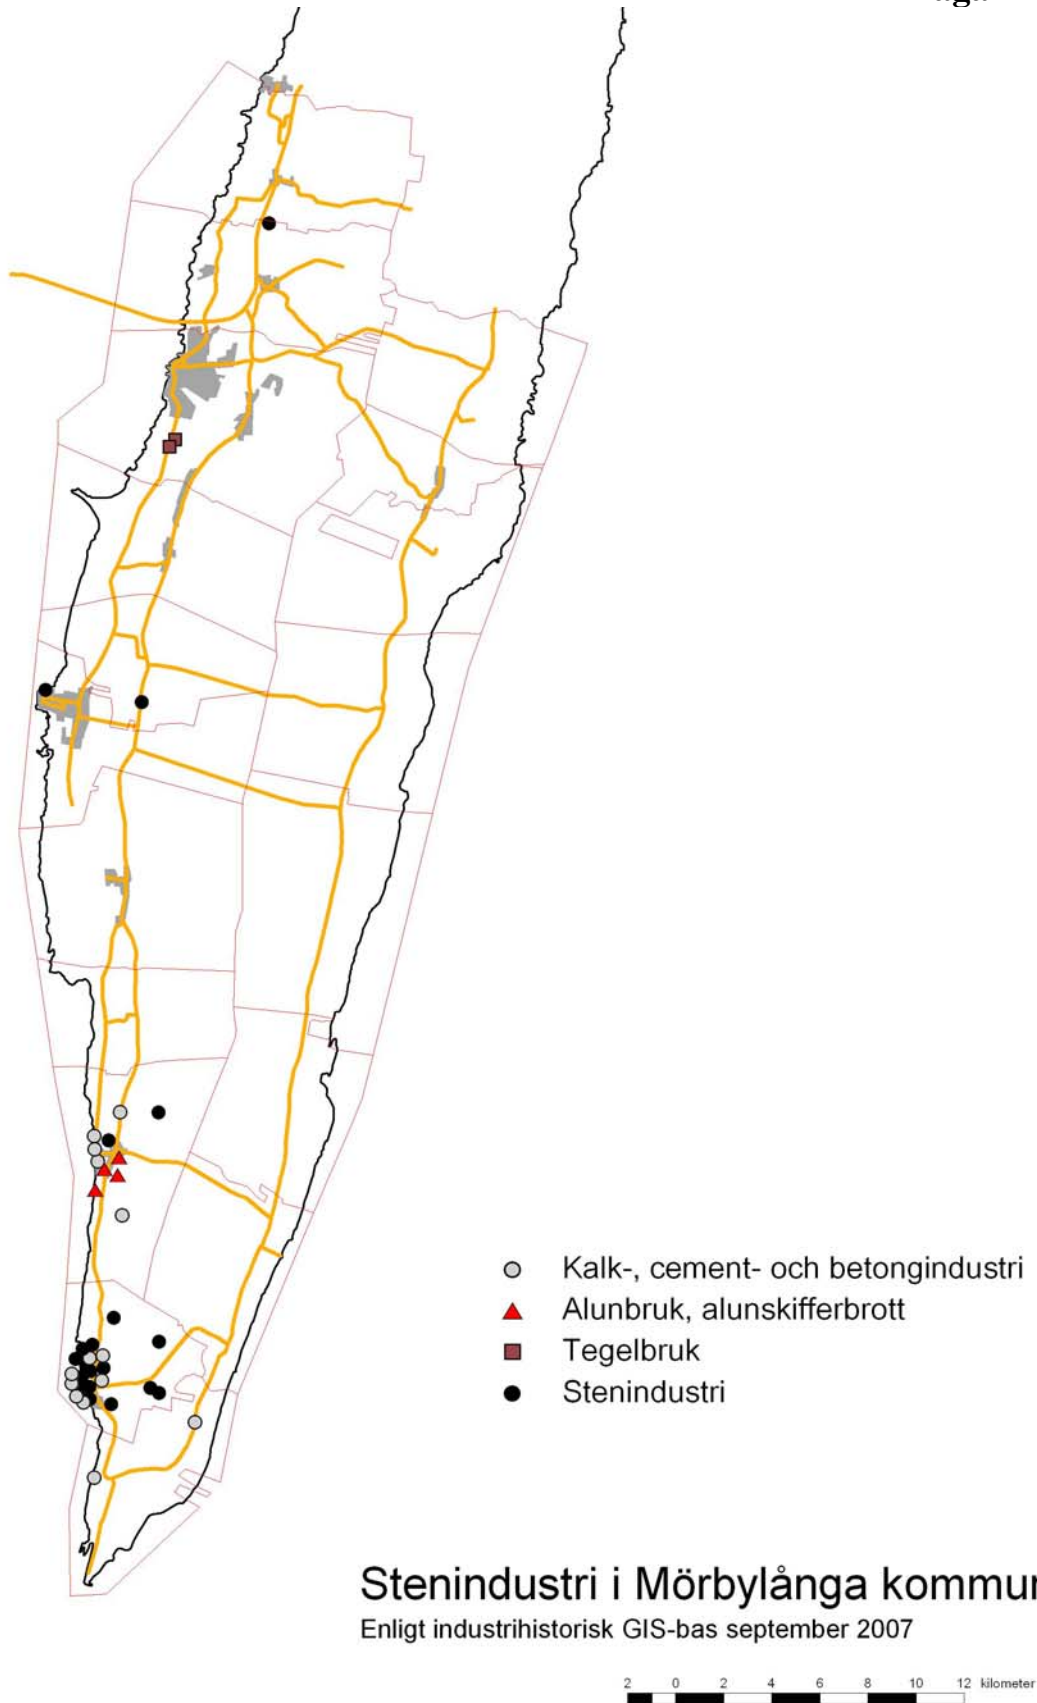 Kalk-, cement- och betongindustri
Alunbruk, alunskifferbrott
Tegelbruk
Stenindustri
Stenindustri i Mörbylånga kommun
Enligt industrihistorisk GIS-bas september 2007
2 0 2 4 6 8 10 12 kilometer